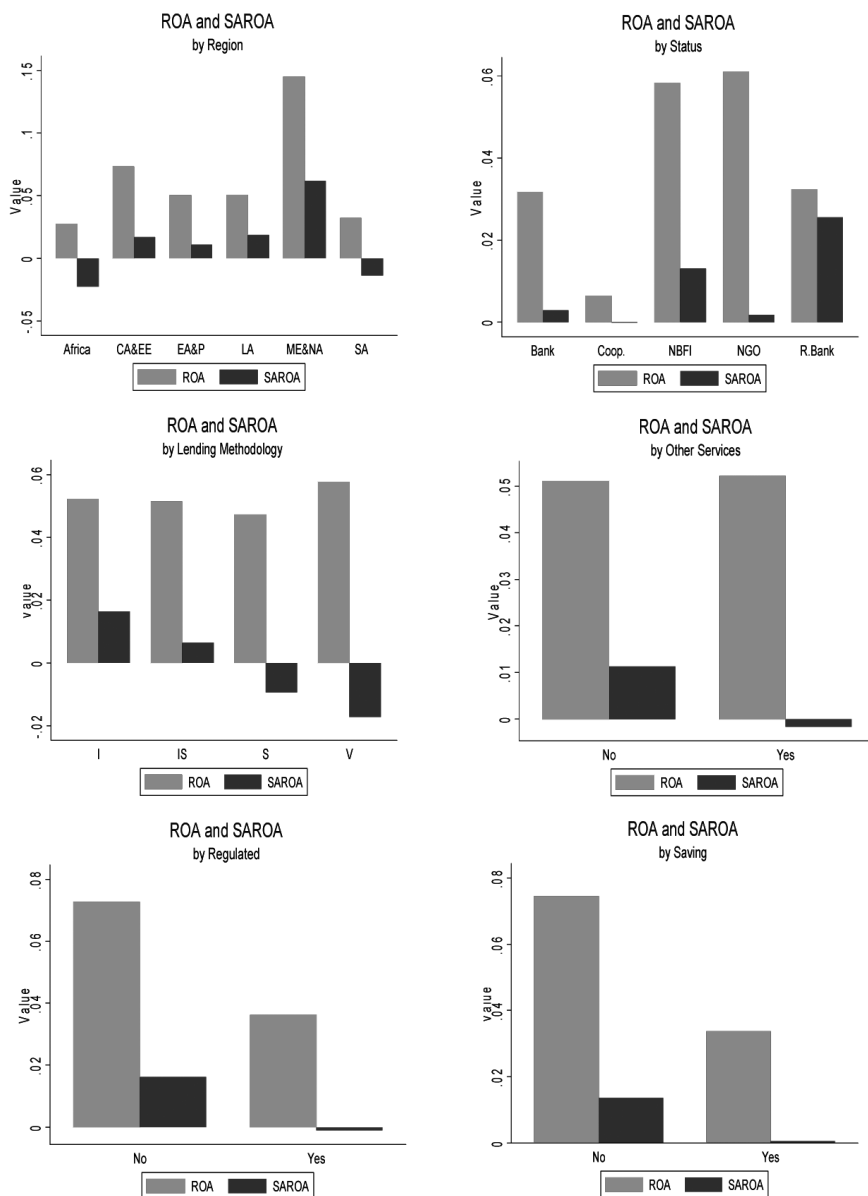 ROA and SAROA
by Region
Value
.15
.1
.05
0
-.05
Africa CA&EE EA&P LA ME&NA SA
ROA SAROA
ROA and SAROA
by Status
Value
.06
.04
.02
0
Bank Coop. NBFI NGO R.Bank
ROA SAROA
ROA and SAROA
by Lending Methodology
Value
.06
.04
.02
0
-.02
I IS S V
ROA SAROA
ROA and SAROA
by Other Services
Value
.05
.04
.03
.02
.01
0
No Yes
ROA SAROA
ROA and SAROA
by Regulated
Value
.08
.06
.04
.02
0
No Yes
ROA SAROA
ROA and SAROA
by Saving
Value
.08
.06
.04
.02
0
No Yes
ROA SAROA